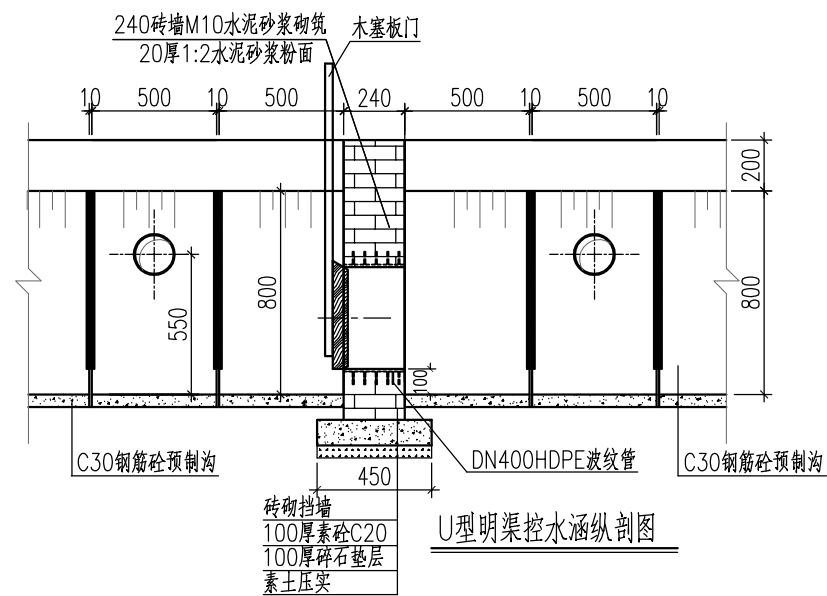 240砖墙M10水泥砂浆砌筑
20厚1:2水泥砂浆粉面
木塞板门
10 500 10 500 240 500 10 500 10
200
800
550
800
100
C30钢筋砼预制沟
DN400HDPE波纹管
C30钢筋砼预制沟
450
砖砌挡墙
100厚素砼C20
100厚碎石垫层
素土压实
U型明渠控水涵纵剖图